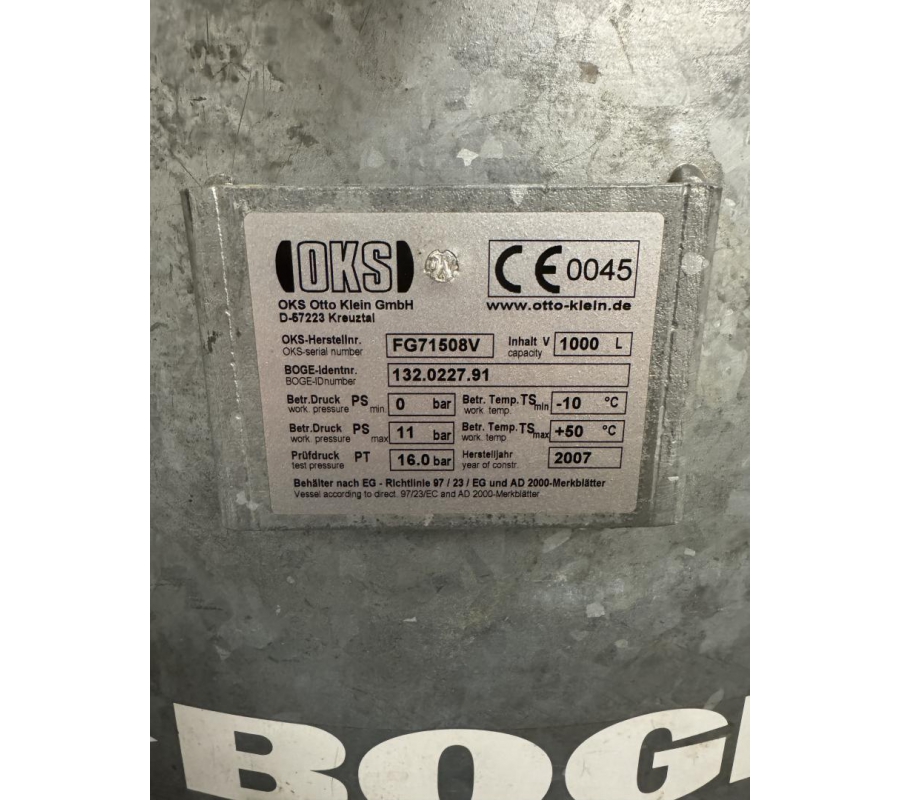 OKS
CE 0045
OKS Otto Klein GmbH
D-57223 Kreuztal
www.otto-klein.de
OKS-Herstellnr. FG71508V Inhalt V 1000 L
OKS-serial number capacity
BOGE-Identnr. 132.0227.91
BOGE-IDnumber
Betr.Druck PS min. 0 bar Betr. Temp. TS min -10 °C
work. pressure work. temp.
Betr.Druck PS max 11 bar Betr. Temp. TS max +50 °C
work. pressure work. temp
Prüfdruck PT 16.0 bar Herstelljahr 2007
test pressure year of constr.
Behälter nach EG - Richtlinie 97 / 23 / EG und AD 2000-Merkblätter
Vessel according to direct. 97/23/EC and AD 2000-Merkblätter
BOGE